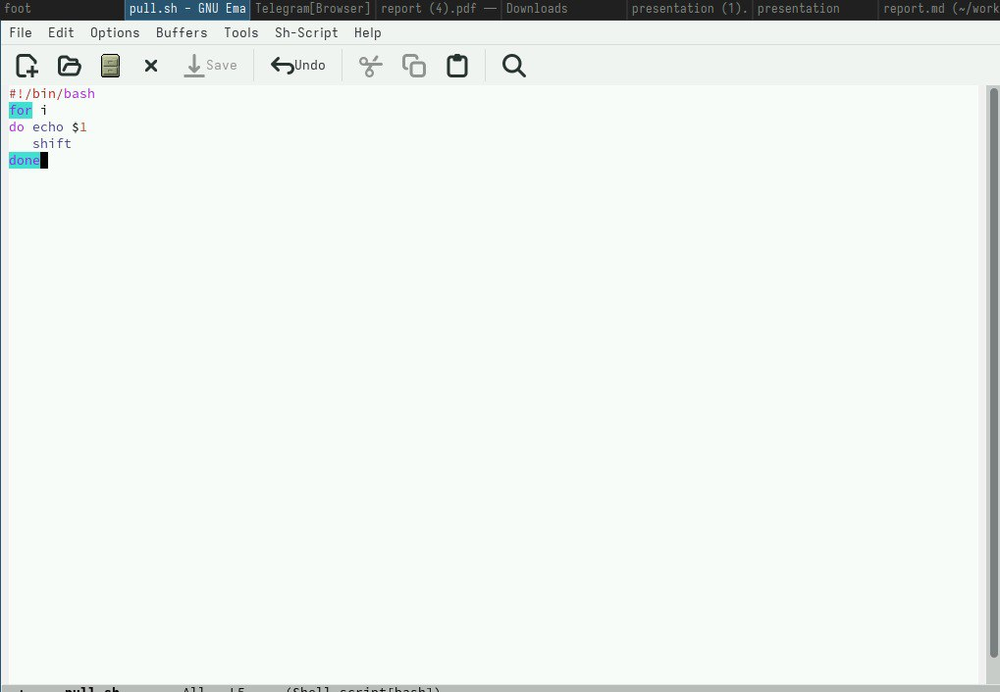 foot pull.sh - GNU Ema Telegram[Browser] report (4).pdf — Downloads presentation (1). presentation report.md (~/work
File Edit Options Buffers Tools Sh-Script Help
Save Undo
#!/bin/bash
for i
do echo $1
shift
done
pull.sh All L5 (Shell-script[bash])